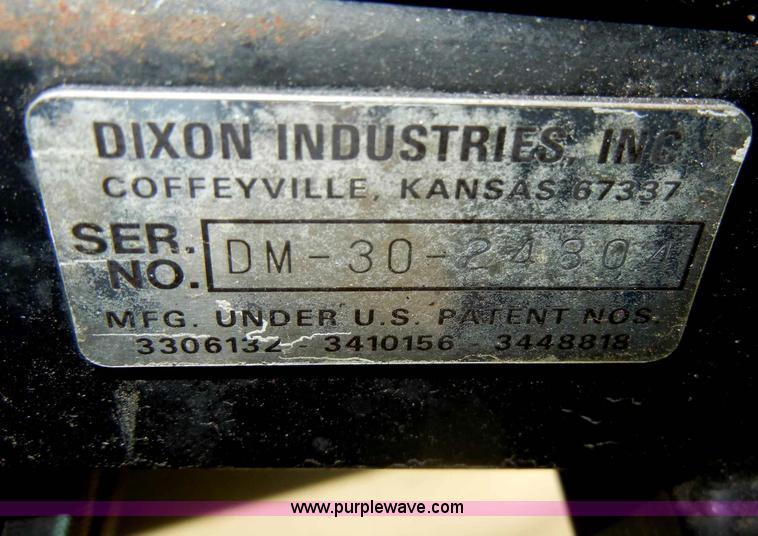 DIXON INDUSTRIES, INC
COFFEYVILLE, KANSAS 67337
SER. NO. DM-30-24304
MFG. UNDER U.S. PATENT NOS.
3306132 - 3410156 - 3448818
www.purplewave.com